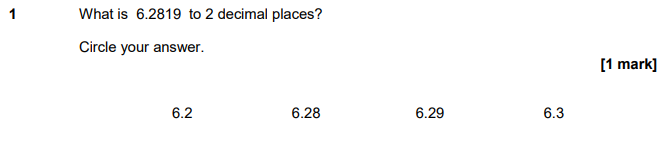 1 What is 6.2819 to 2 decimal places?
Circle your answer.
[1 mark]
6.2 6.28 6.29 6.3